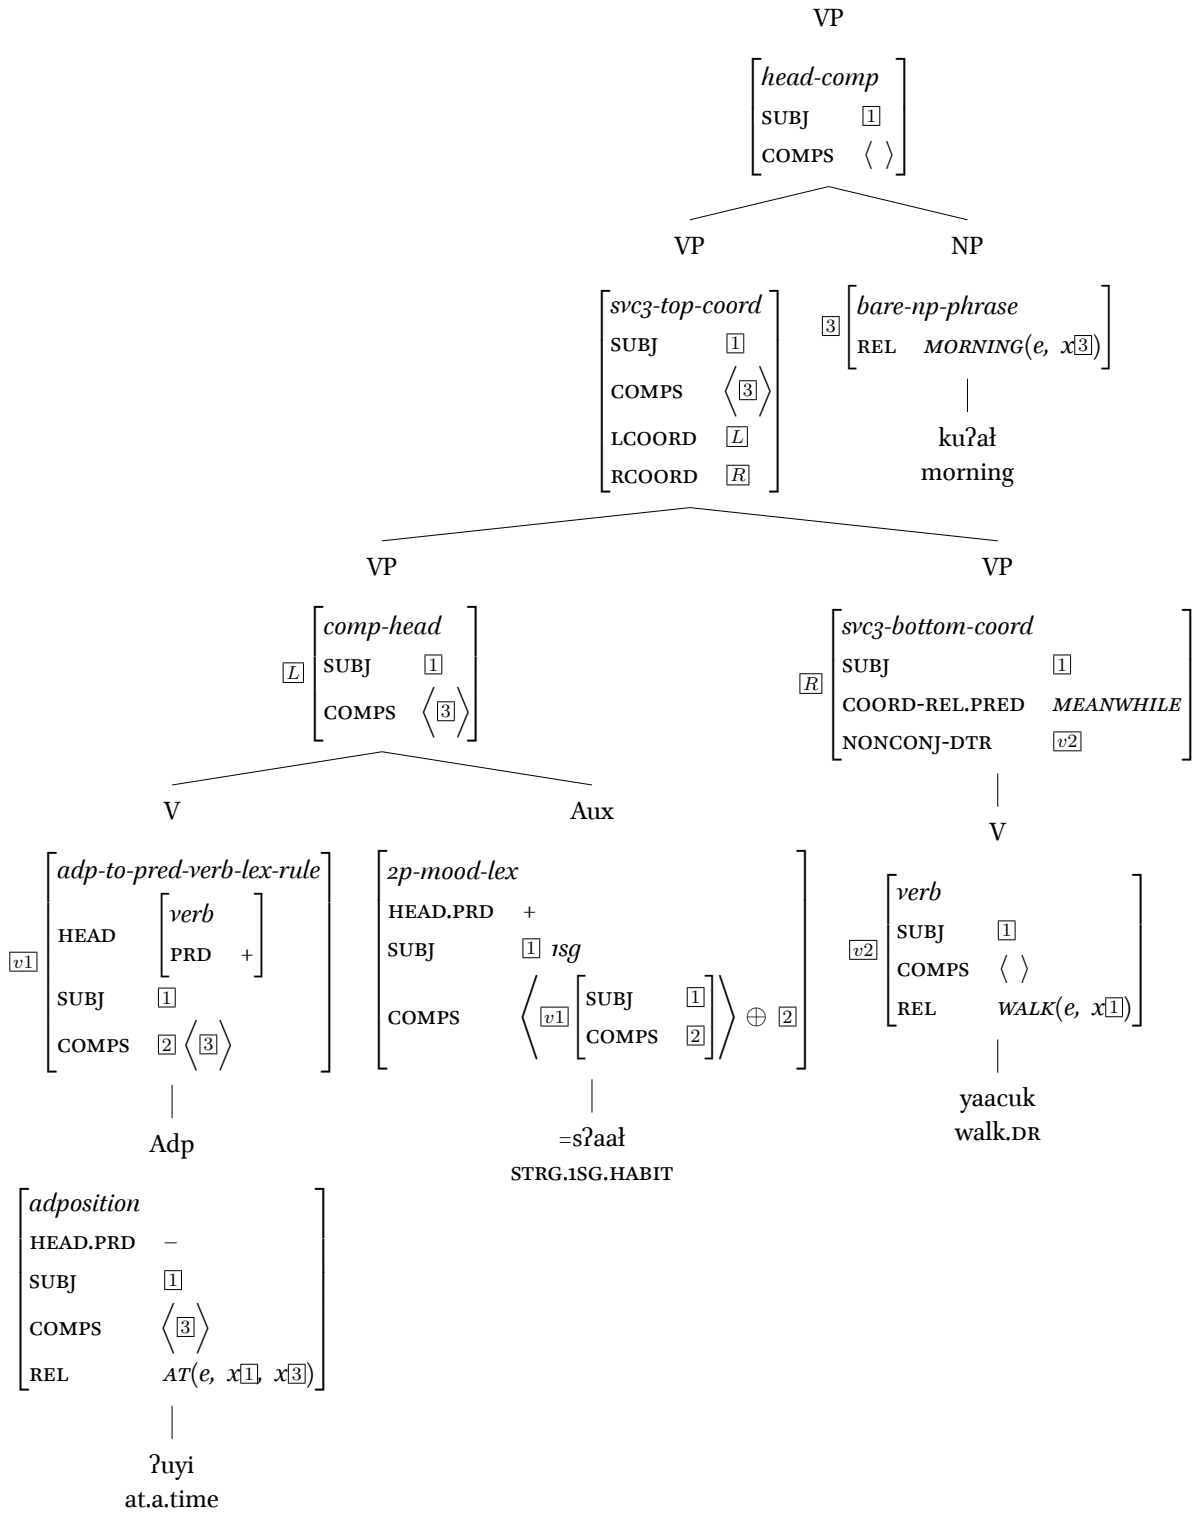 VP
head-comp
SUBJ 1
COMPS ⟨ ⟩
VP
NP
svc3-top-coord
SUBJ 1
COMPS ⟨3⟩
LCOORD L
RCOORD R
3
bare-np-phrase
REL MORNING(e, x3)
kuʔał
morning
VP
VP
L
comp-head
SUBJ 1
COMPS ⟨3⟩
R
svc3-bottom-coord
SUBJ 1
COORD-REL.PRED MEANWHILE
NONCONJ-DTR v2
V
Aux
V
v1
adp-to-pred-verb-lex-rule
HEAD
verb
PRD +
SUBJ 1
COMPS 2⟨3⟩
2p-mood-lex
HEAD.PRD +
SUBJ 1 1sg
COMPS ⟨v1 [SUBJ 1
COMPS 2]⟩ ⊕ 2
v2
verb
SUBJ 1
COMPS ⟨ ⟩
REL WALK(e, x1)
Adp
=sʔaał
STRG.1SG.HABIT
yaacuk
walk.DR
adposition
HEAD.PRD −
SUBJ 1
COMPS ⟨3⟩
REL AT(e, x1, x3)
ʔuyi
at.a.time